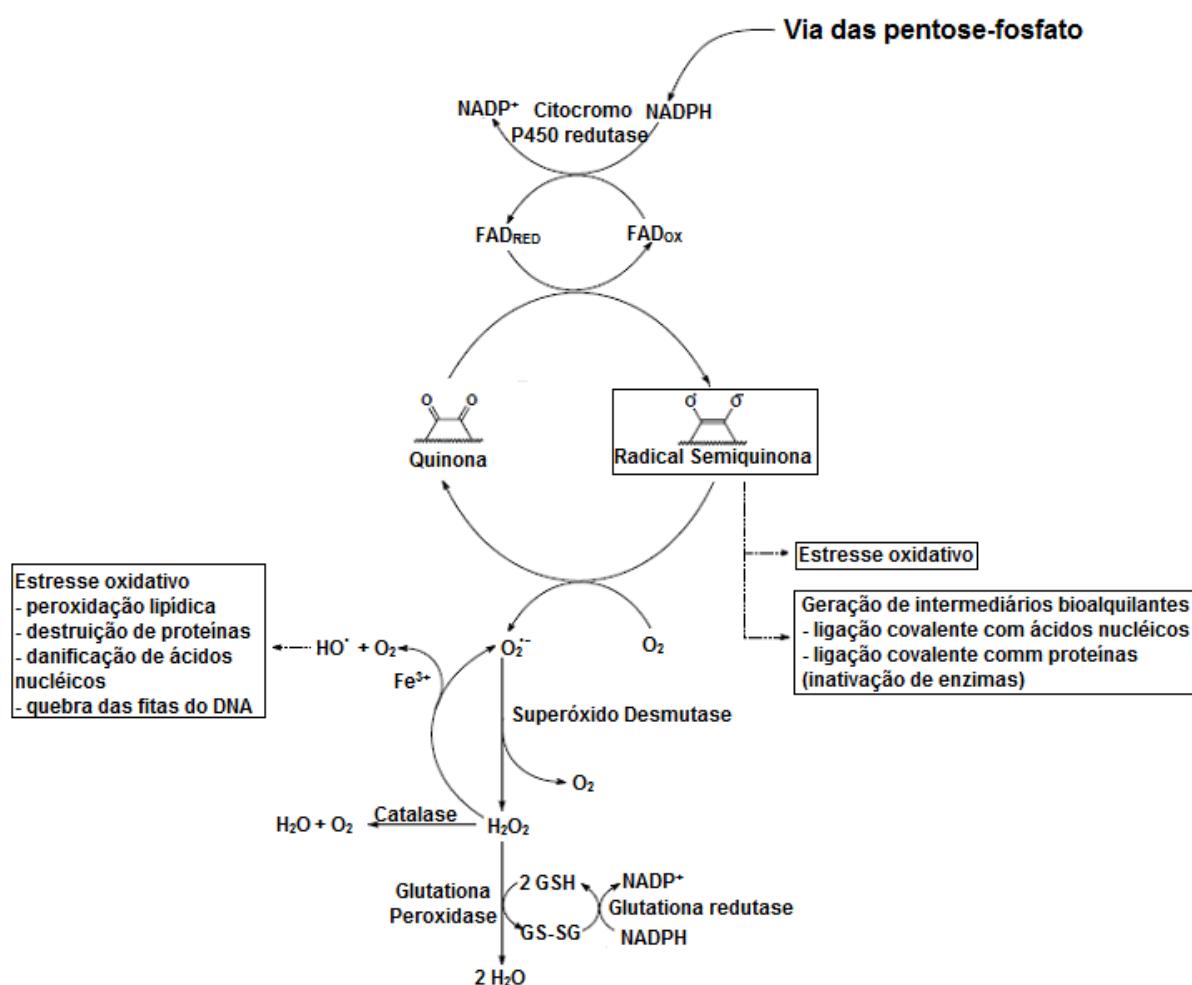 Via das pentose-fosfato
NADP⁺
Citocromo
P450 redutase
NADPH
FAD_RED
FAD_OX
O O
Quinona
O˙ O⁻
Radical Semiquinona
Estresse oxidativo
Geração de intermediários bioalquilantes
- ligação covalente com ácidos nucléicos
- ligação covalente comm proteínas
(inativação de enzimas)
Estresse oxidativo
- peroxidação lipídica
- destruição de proteínas
- danificação de ácidos
nucléicos
- quebra das fitas do DNA
HO˙ + O₂
O₂˙⁻
O₂
Fe³⁺
Superóxido Desmutase
O₂
H₂O + O₂
Catalase
H₂O₂
Glutationa
Peroxidase
2 GSH
NADP⁺
Glutationa redutase
GS-SG
NADPH
2 H₂O